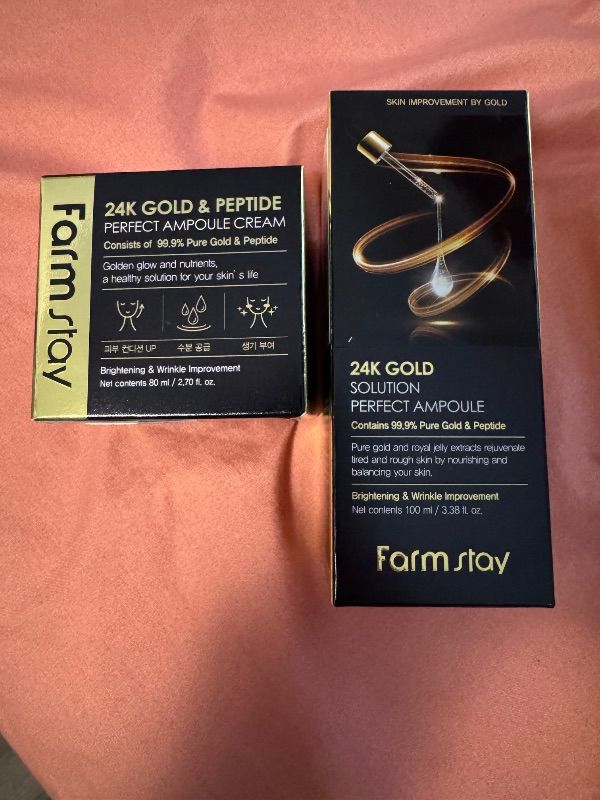 Farm stay
24K GOLD & PEPTIDE
PERFECT AMPOULE CREAM
Consists of 99.9% Pure Gold & Peptide
Golden glow and nutrients,
a healthy solution for your skin's life
피부 컨디션 UP
수분 공급
생기 부여
Brightening & Wrinkle Improvement
Net contents 80 ml / 2.70 fl. oz.
SKIN IMPROVEMENT BY GOLD
24K GOLD
SOLUTION
PERFECT AMPOULE
Contains 99.9% Pure Gold & Peptide
Pure gold and royal jelly extracts rejuvenate
tired and rough skin by nourishing and
balancing your skin.
Brightening & Wrinkle Improvement
Net contents 100 ml / 3.38 fl. oz.
Farm stay